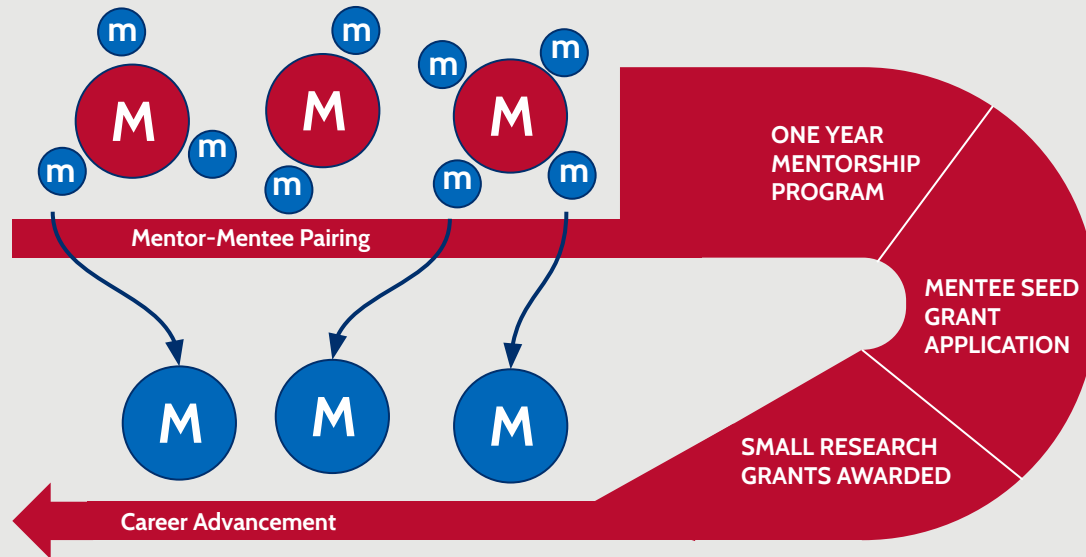 m
m
m
m
M
M
M
m
m
m
m
m
ONE YEAR
MENTORSHIP
PROGRAM
Mentor-Mentee Pairing
MENTEE SEED
GRANT
APPLICATION
M
M
M
SMALL RESEARCH
GRANTS AWARDED
Career Advancement